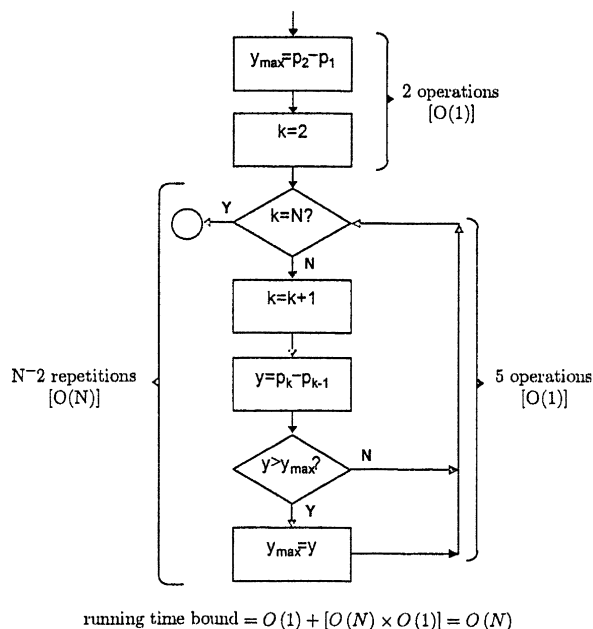 y_max=p_2-p_1
2 operations
[O(1)]
k=2
Y
k=N?
N
k=k+1
N-2 repetitions
[O(N)]
y=p_k-p_k-1
5 operations
[O(1)]
y>y_max?
N
Y
y_max=y
running time bound = O(1) + [O(N) × O(1)] = O(N)